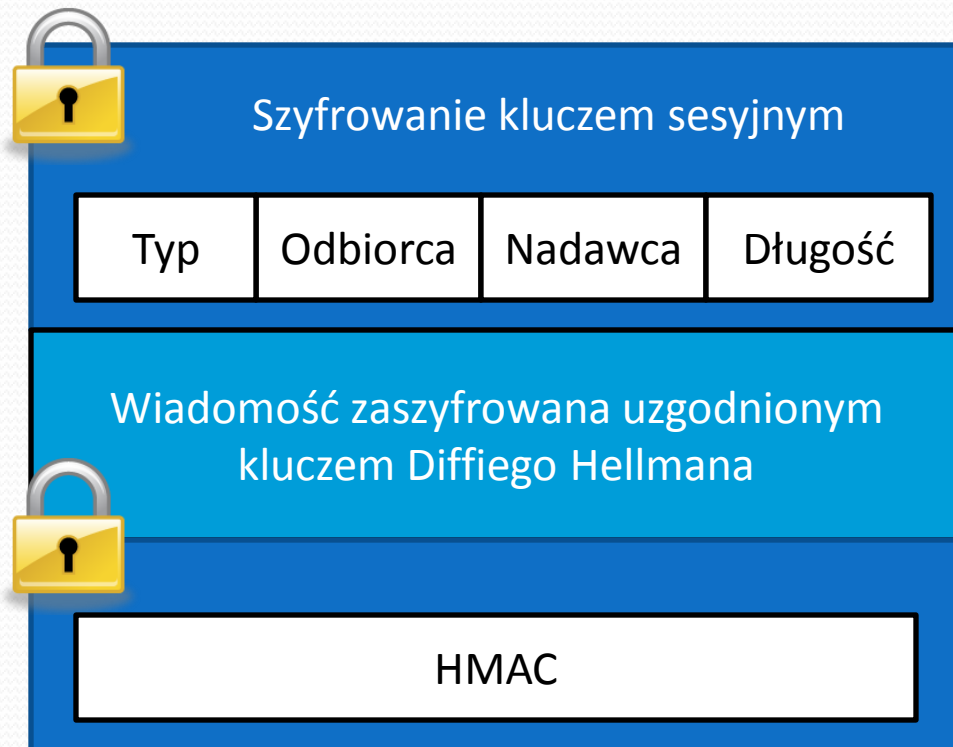 Szyfrowanie kluczem sesyjnym
Typ Odbiorca Nadawca Długość
Wiadomość zaszyfrowana uzgodnionym
kluczem Diffiego Hellmana
HMAC